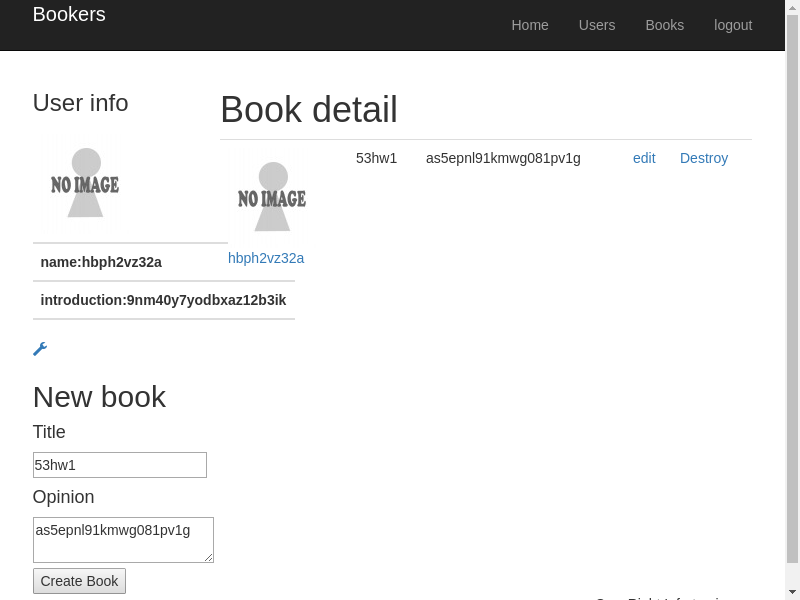 Bookers
Home Users Books logout
User info
Book detail
NO IMAGE
53hw1 as5epnl91kmwg081pv1g edit Destroy
NO IMAGE
hbph2vz32a
name:hbph2vz32a
introduction:9nm40y7yodbxaz12b3ik
New book
Title
53hw1
Opinion
as5epnl91kmwg081pv1g
Create Book